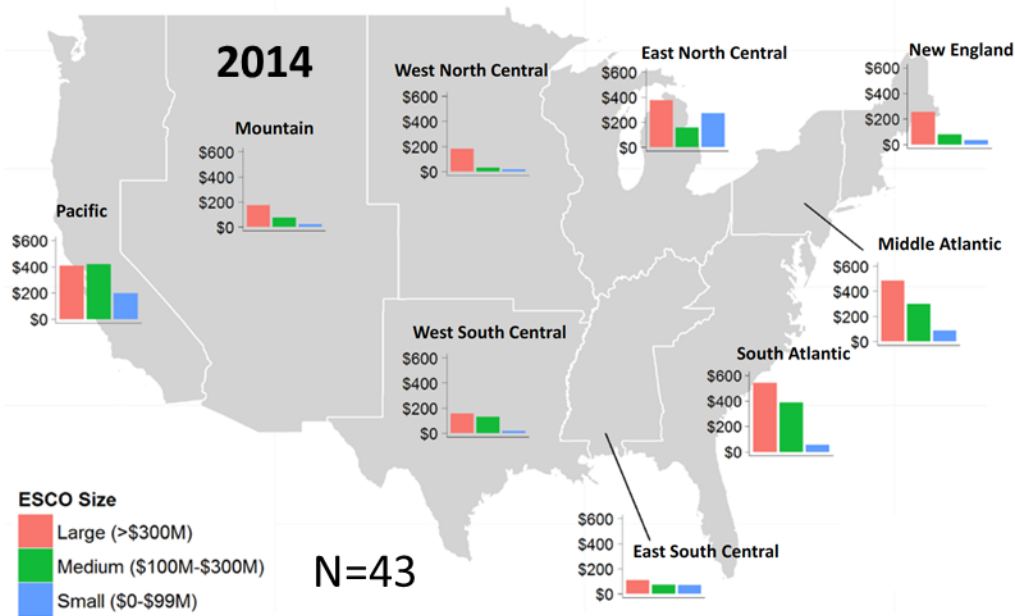 2014
West North Central
$600
$400
$200
$0
East North Central
$600
$400
$200
$0
New England
$600
$400
$200
$0
Mountain
$600
$400
$200
$0
Pacific
$600
$400
$200
$0
Middle Atlantic
$600
$400
$200
$0
West South Central
$600
$400
$200
$0
South Atlantic
$600
$400
$200
$0
East South Central
$600
$400
$200
$0
ESCO Size
Large (>$300M)
Medium ($100M-$300M)
Small ($0-$99M)
N=43